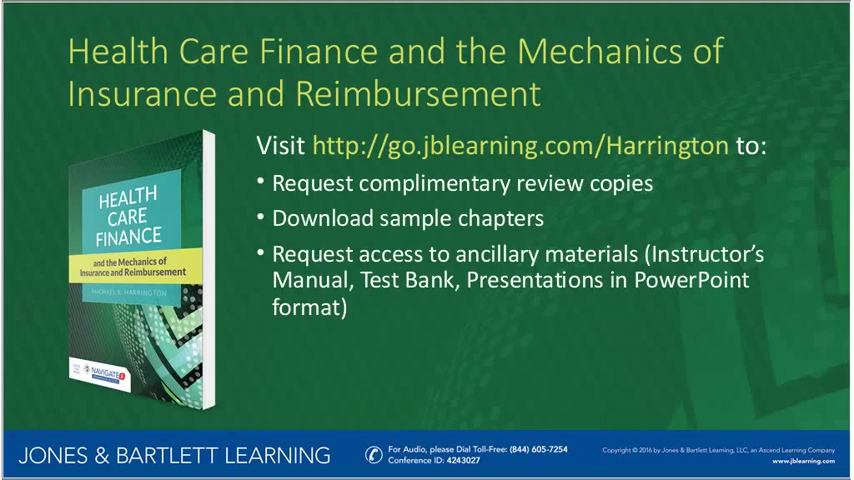 Health Care Finance and the Mechanics of
Insurance and Reimbursement
Visit http://go.jblearning.com/Harrington to:
• Request complimentary review copies
• Download sample chapters
• Request access to ancillary materials (Instructor's
Manual, Test Bank, Presentations in PowerPoint
format)
HEALTH
CARE
FINANCE
and the Mechanics of
Insurance and Reimbursement
MICHAEL K. HARRINGTON
NAVIGATE 2
JONES & BARTLETT LEARNING
For Audio, please Dial Toll-Free: (844) 605-7254
Conference ID: 4243027
Copyright © 2016 by Jones & Bartlett Learning, LLC, an Ascend Learning Company
www.jblearning.com